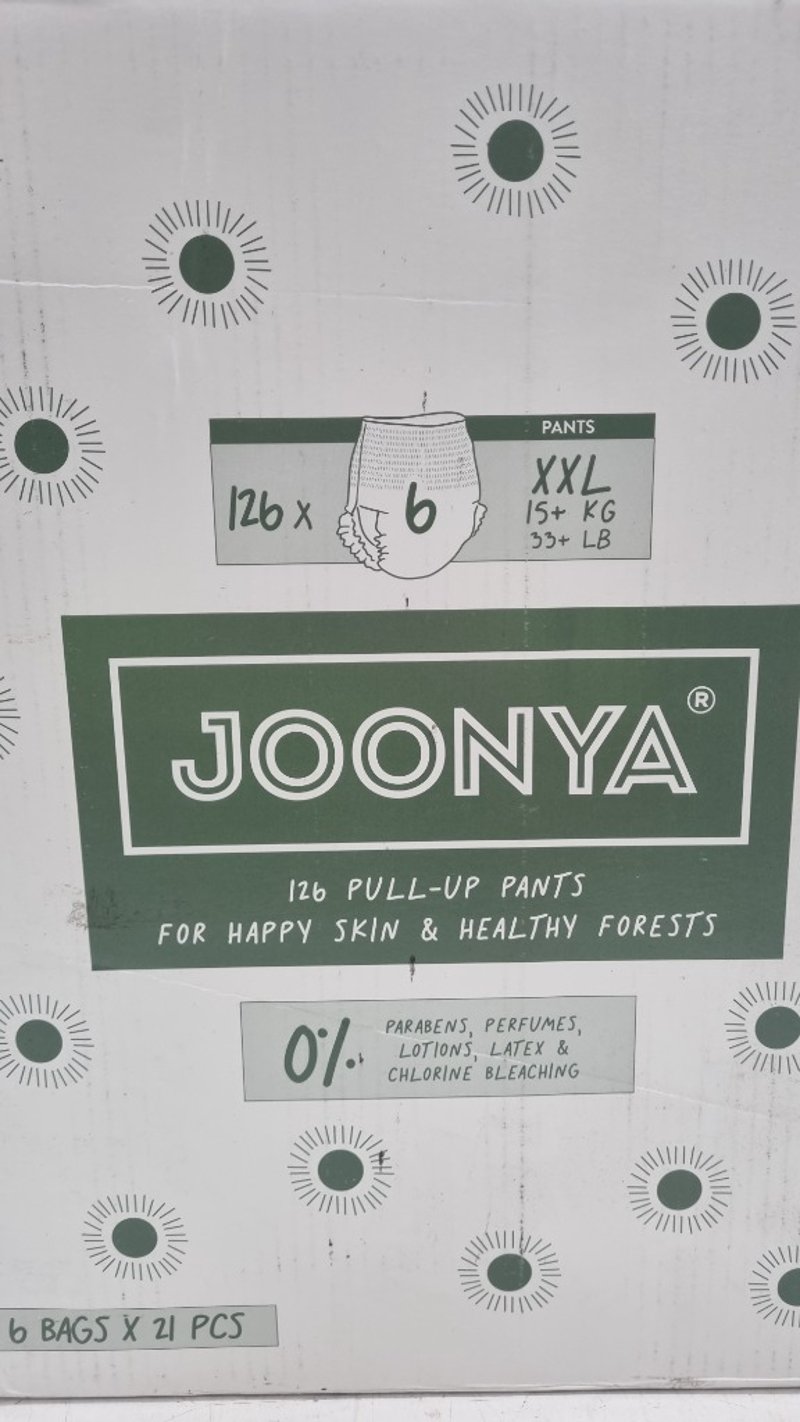 PANTS
126 X
6
XXL
15+ KG
33+ LB
JOONYA®
126 PULL-UP PANTS
FOR HAPPY SKIN & HEALTHY FORESTS
0%
PARABENS, PERFUMES,
LOTIONS, LATEX &
CHLORINE BLEACHING
6 BAGS X 21 PCS